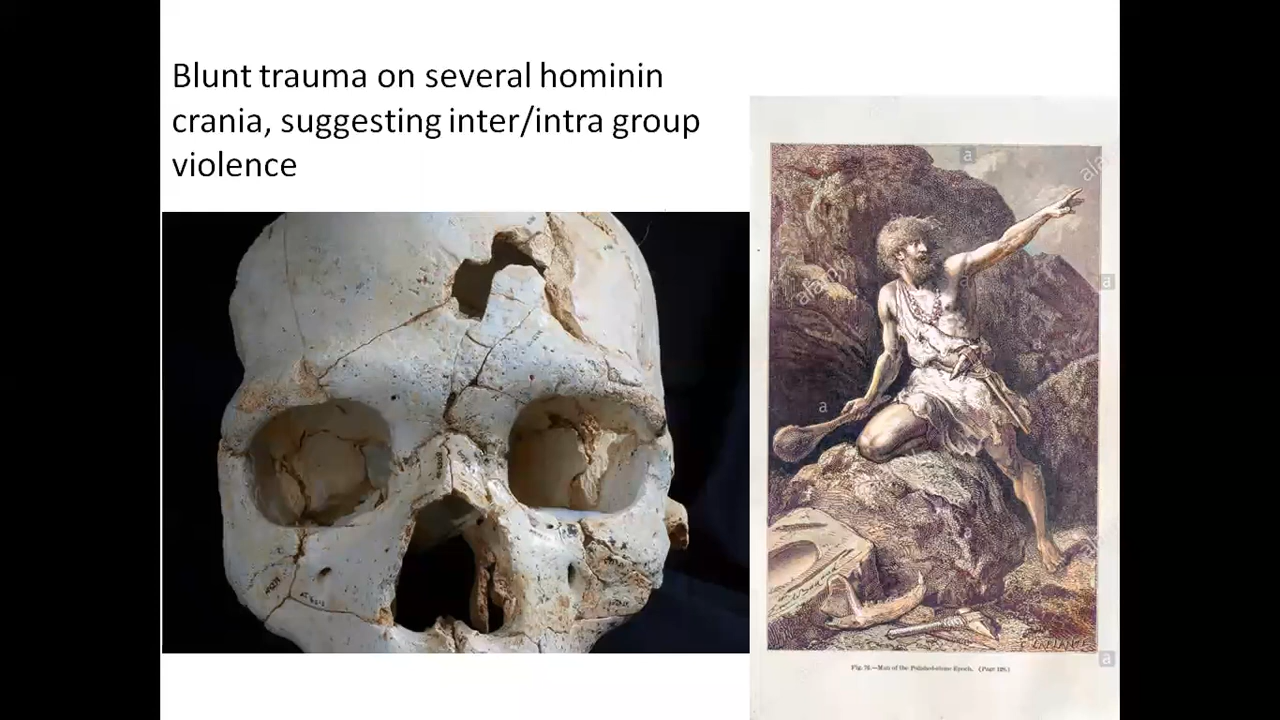 Blunt trauma on several hominin
crania, suggesting inter/intra group
violence
a
a
a
a
Fig. 76.—Man of the Polished-stone Epoch. (Page 128.)